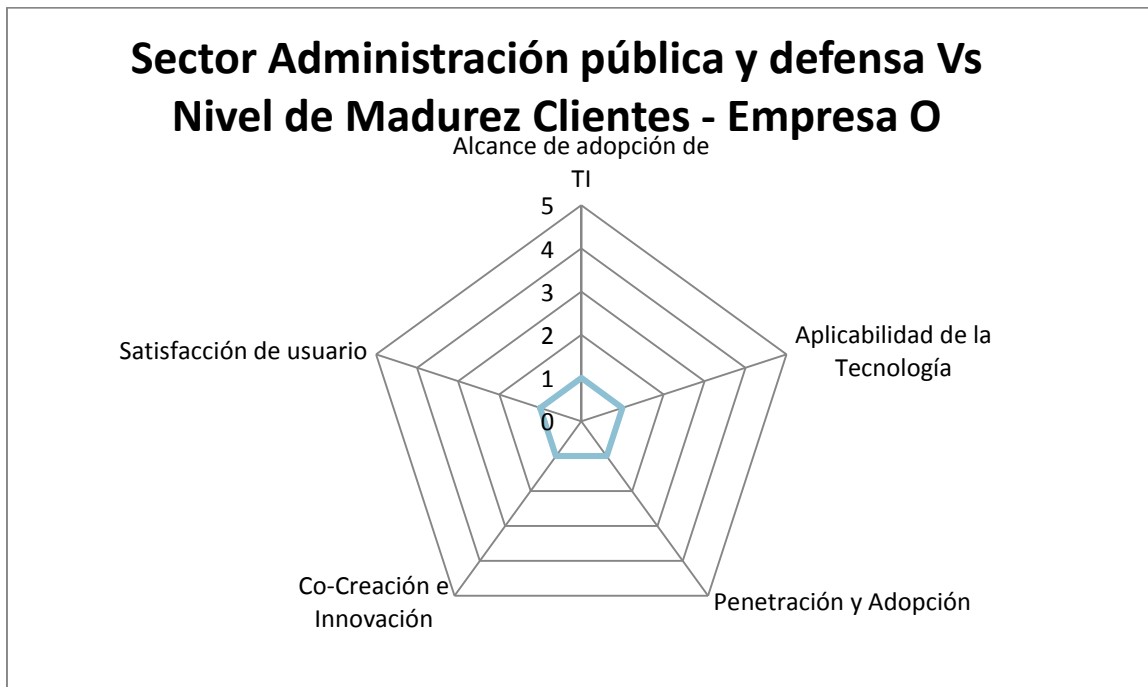 Sector Administración pública y defensa Vs
Nivel de Madurez Clientes - Empresa O
Alcance de adopción de
TI
5
4
3
2
1
0
Aplicabilidad de la
Tecnología
Satisfacción de usuario
Co-Creación e
Innovación
Penetración y Adopción